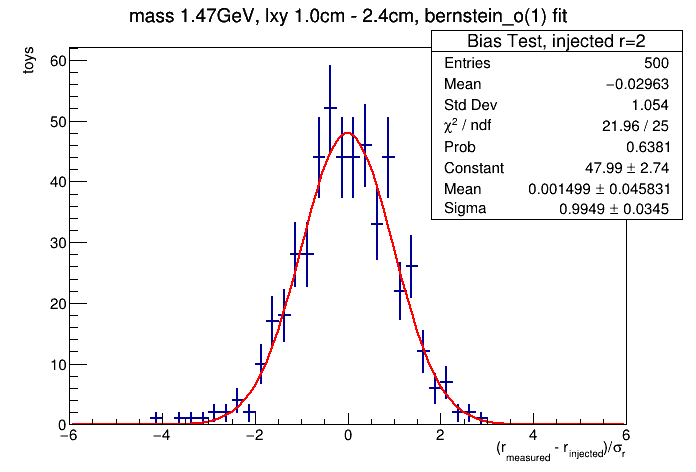 mass 1.47GeV, lxy 1.0cm - 2.4cm, bernstein_o(1) fit
Bias Test, injected r=2
Entries 500
Mean −0.02963
Std Dev 1.054
χ² / ndf 21.96 / 25
Prob 0.6381
Constant 47.99 ± 2.74
Mean 0.001499 ± 0.045831
Sigma 0.9949 ± 0.0345
toys
60
50
40
30
20
10
0
−6 −4 −2 0 2 4 6
(r_measured - r_injected)/σ_r